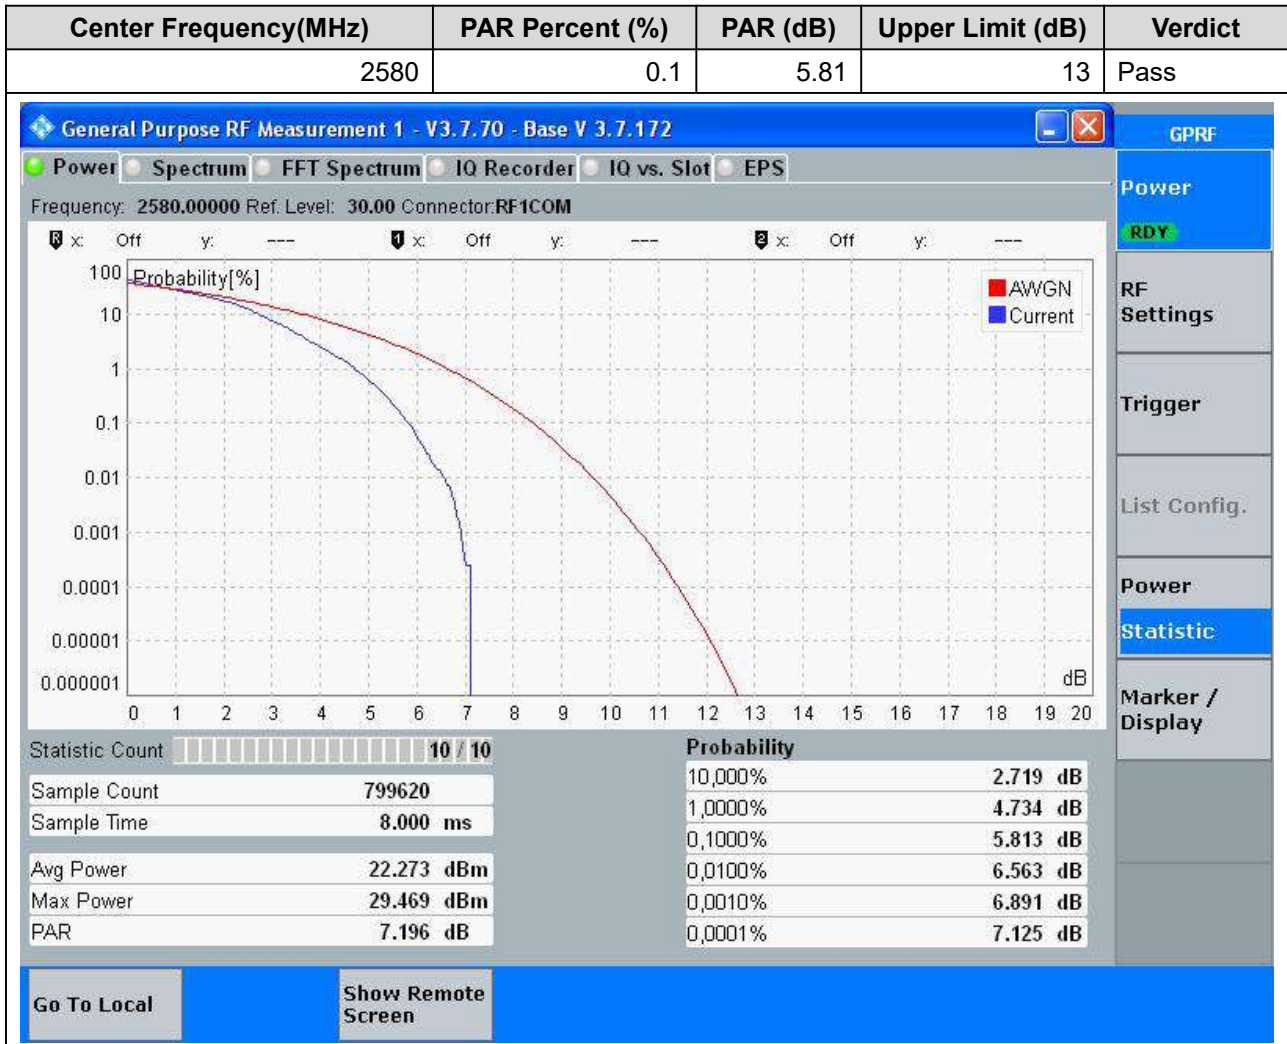 Center Frequency(MHz) PAR Percent (%) PAR (dB) Upper Limit (dB) Verdict
2580 0.1 5.81 13 Pass
General Purpose RF Measurement 1 - V3.7.70 - Base V 3.7.172
GPRF
Power Spectrum FFT Spectrum IQ Recorder IQ vs. Slot EPS
Frequency: 2580.00000 Ref. Level: 30.00 Connector:RF1COM
R x: Off y: --- 1 x: Off y: --- 2 x: Off y: ---
Probability[%]
100
10
1
0.1
0.01
0.001
0.0001
0.00001
0.000001
AWGN
Current
dB
0 1 2 3 4 5 6 7 8 9 10 11 12 13 14 15 16 17 18 19 20
Statistic Count 10 / 10
Sample Count 799620
Sample Time 8.000 ms
Avg Power 22.273 dBm
Max Power 29.469 dBm
PAR 7.196 dB
Probability
10,000% 2.719 dB
1,0000% 4.734 dB
0,1000% 5.813 dB
0,0100% 6.563 dB
0,0010% 6.891 dB
0,0001% 7.125 dB
Power
RDY
RF
Settings
Trigger
List Config.
Power
Statistic
Marker /
Display
Go To Local
Show Remote
Screen